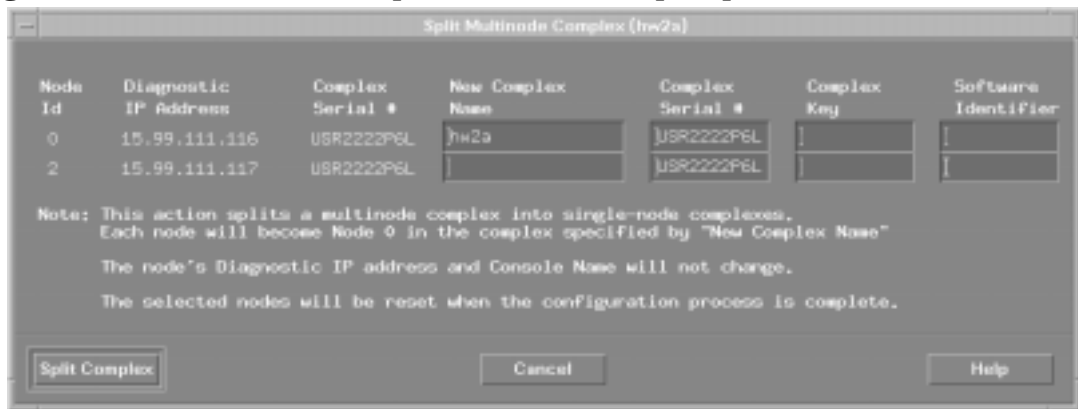 Split Multinode Complex (hw2a)
Node Diagnostic Complex New Complex Complex Complex Software
Id IP Address Serial # Name Serial # Key Identifier
0 15.99.111.116 USR2222P6L hw2a USR2222P6L
2 15.99.111.117 USR2222P6L USR2222P6L
Note: This action splits a multinode complex into single-node complexes.
Each node will become Node 0 in the complex specified by "New Complex Name"
The node's Diagnostic IP address and Console Name will not change.
The selected nodes will be reset when the configuration process is complete.
Split Complex Cancel Help